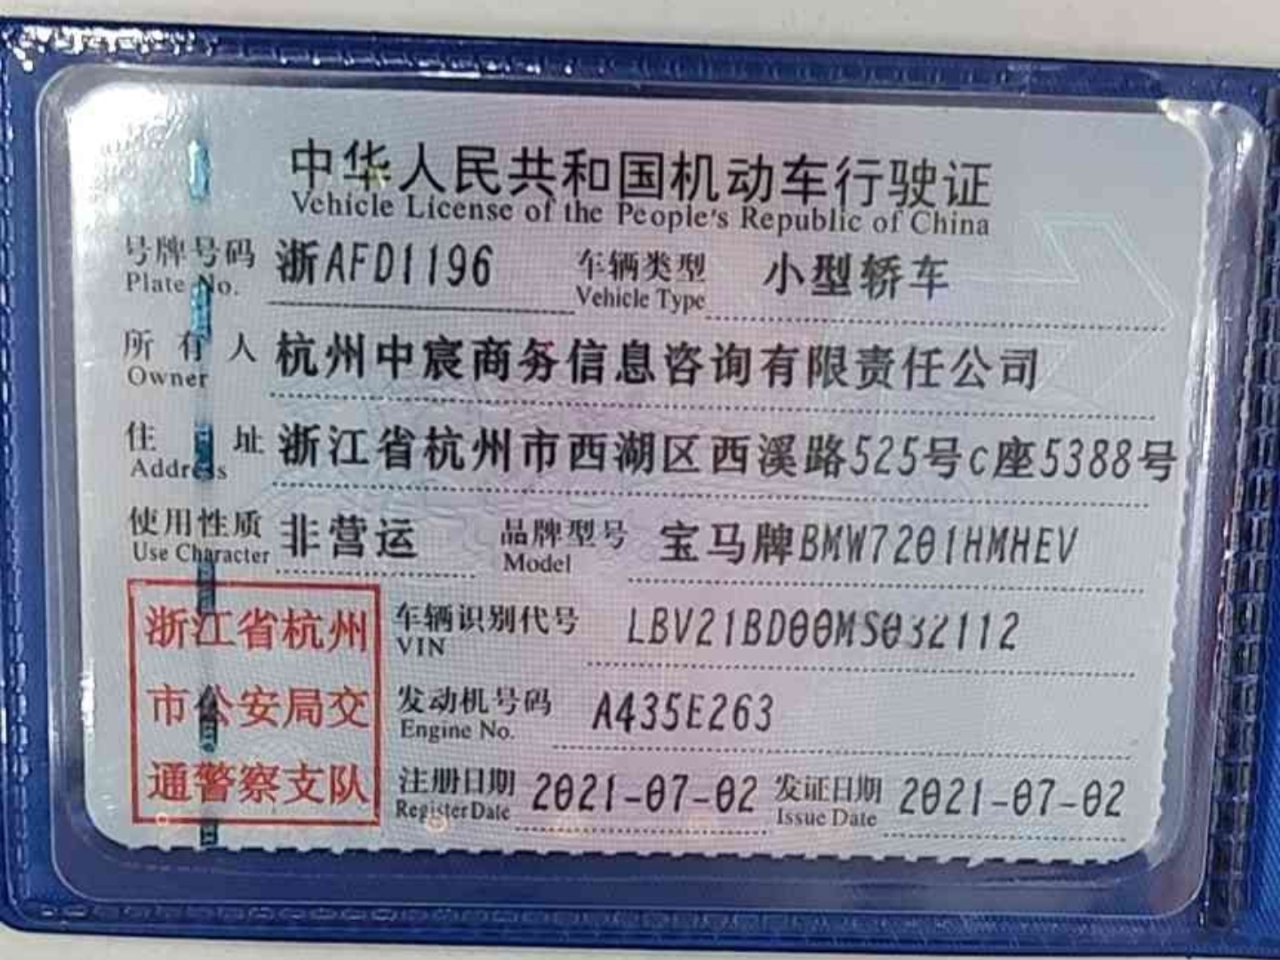 中华人民共和国机动车行驶证
Vehicle License of the People's Republic of China
号牌号码 浙AFD1196 车辆类型 小型轿车
Plate No. Vehicle Type
所有人 杭州中宸商务信息咨询有限责任公司
Owner
住址 浙江省杭州市西湖区西溪路525号c座5388号
Address
使用性质 非营运 品牌型号 宝马牌BMW7201HMHEV
Use Character Model
浙江省杭州
市公安局交
通警察支队
车辆识别代号 LBV21BD00MS032112
VIN
发动机号码 A435E263
Engine No.
注册日期 2021-07-02 发证日期 2021-07-02
Register Date Issue Date